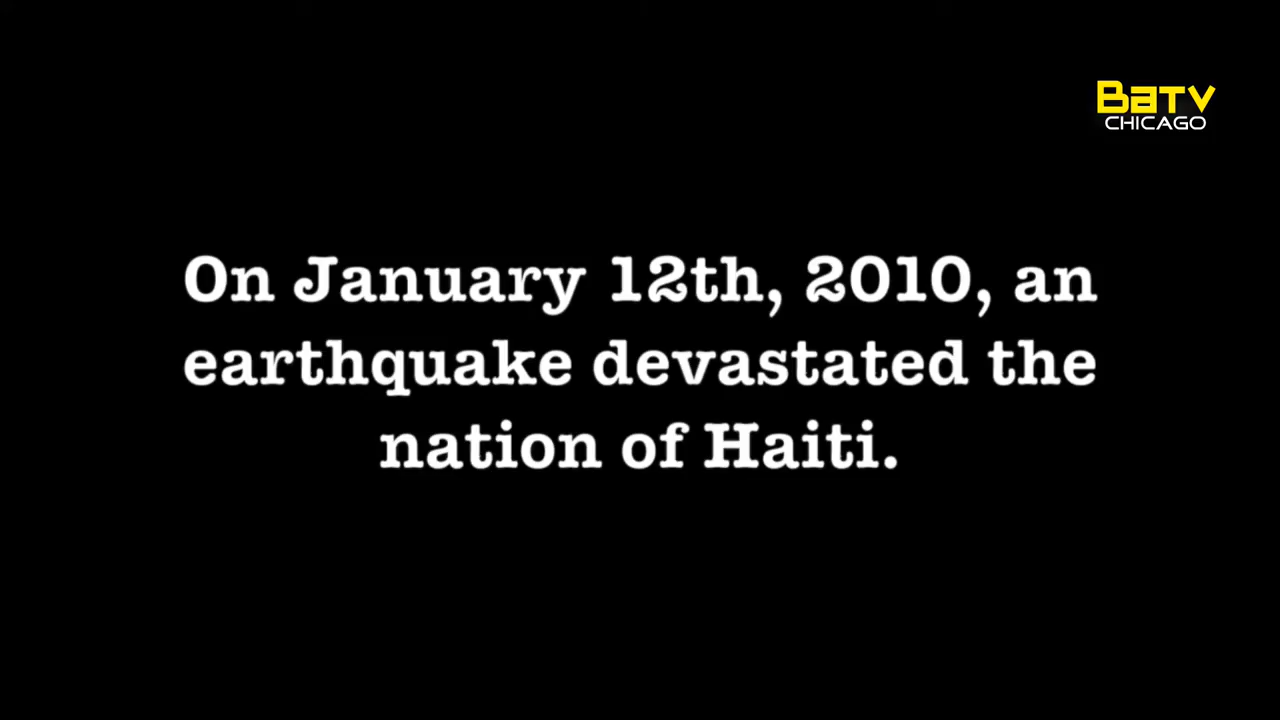 BaTV
CHICAGO
On January 12th, 2010, an
earthquake devastated the
nation of Haiti.